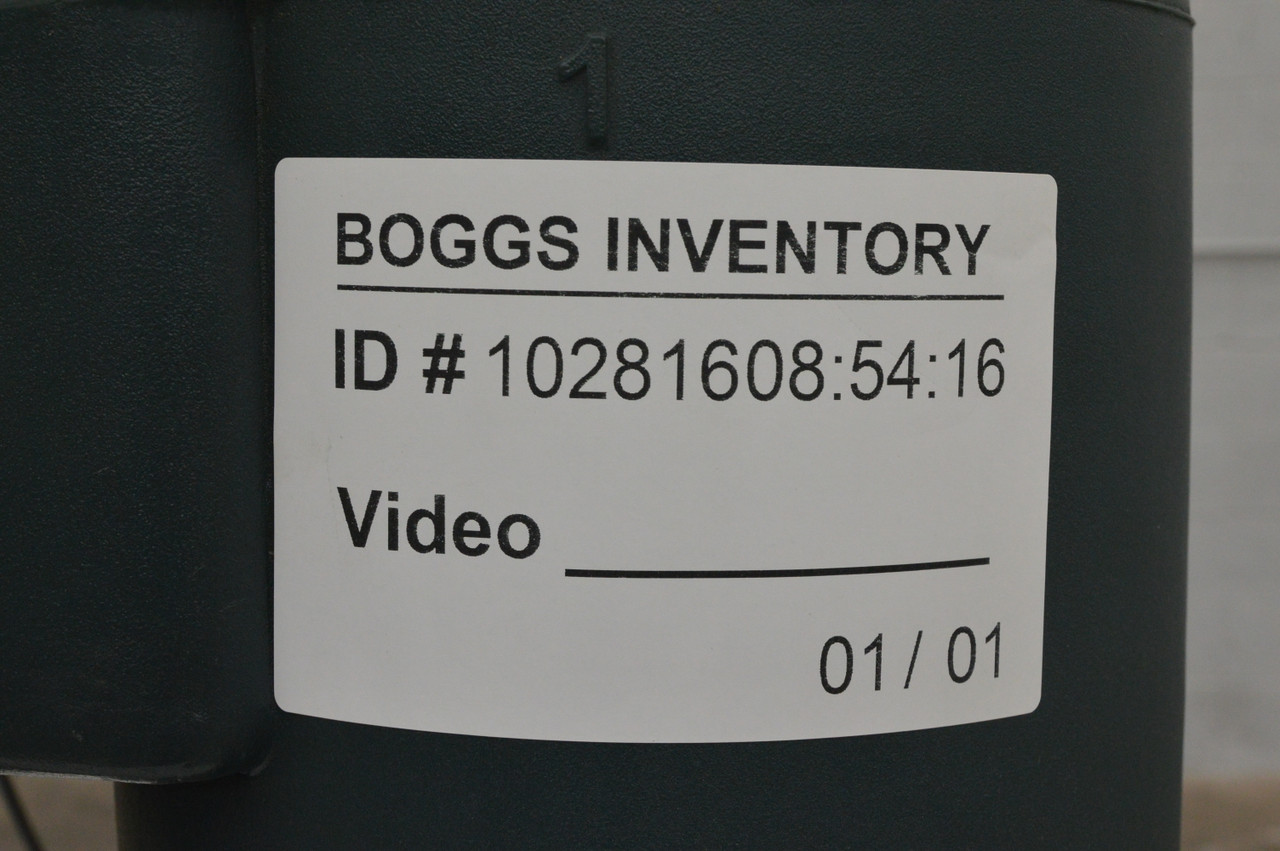 1
BOGGS INVENTORY
ID # 10281608:54:16
Video
01/ 01